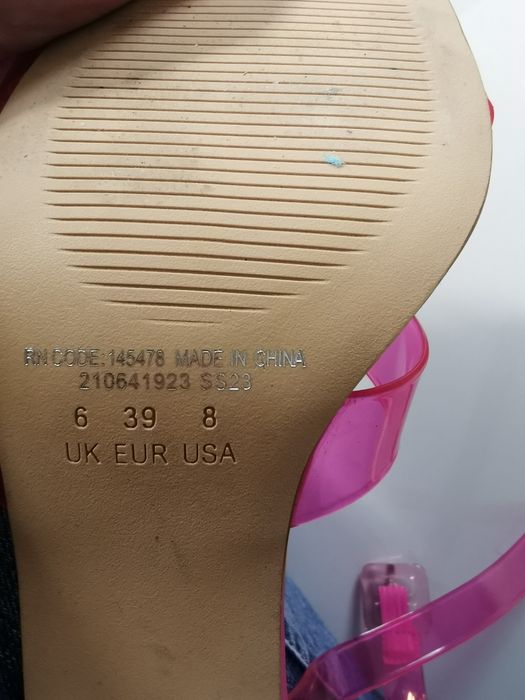 RN CODE:145478 MADE IN CHINA
210641923 SS23
6 39 8
UK EUR USA